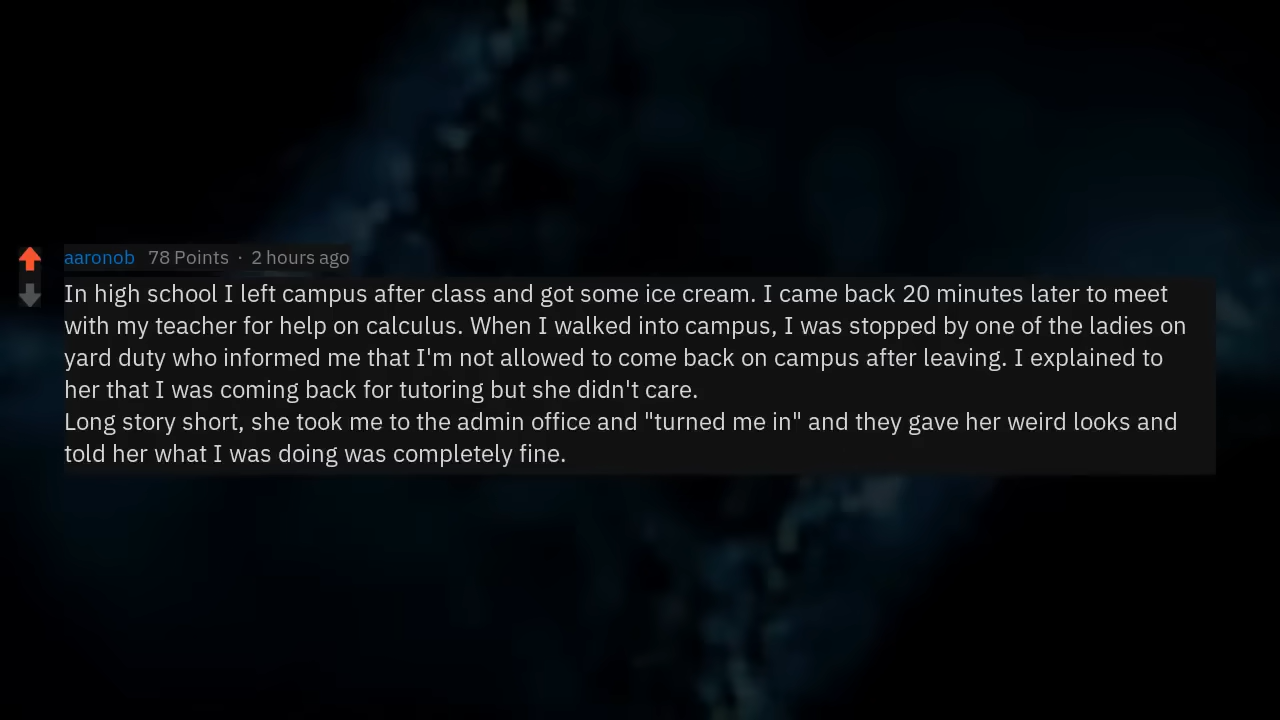 aaronob 78 Points · 2 hours ago
In high school I left campus after class and got some ice cream. I came back 20 minutes later to meet
with my teacher for help on calculus. When I walked into campus, I was stopped by one of the ladies on
yard duty who informed me that I'm not allowed to come back on campus after leaving. I explained to
her that I was coming back for tutoring but she didn't care.
Long story short, she took me to the admin office and "turned me in" and they gave her weird looks and
told her what I was doing was completely fine.